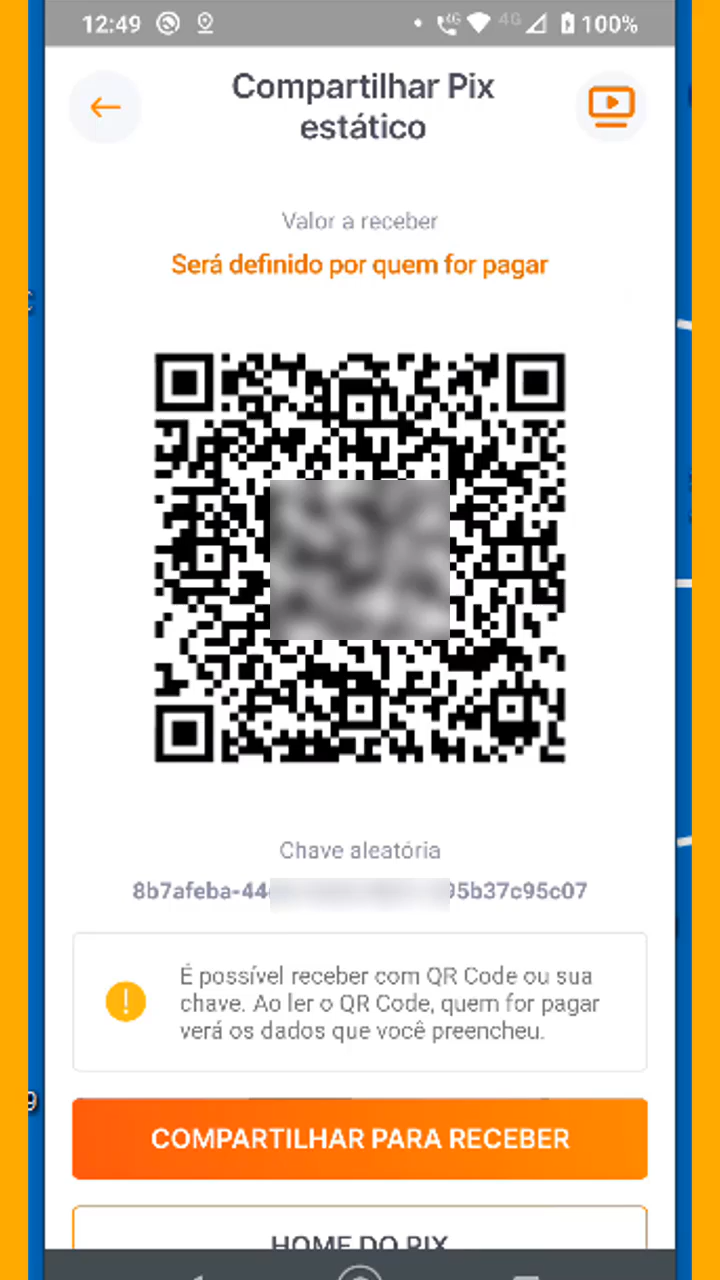 12:49 4G 4G 100%
Compartilhar Pix
estático
Valor a receber
Será definido por quem for pagar
Chave aleatória
8b7afeba-44 95b37c95c07
É possível receber com QR Code ou sua
chave. Ao ler o QR Code, quem for pagar
verá os dados que você preencheu.
COMPARTILHAR PARA RECEBER
HOME DO PIX